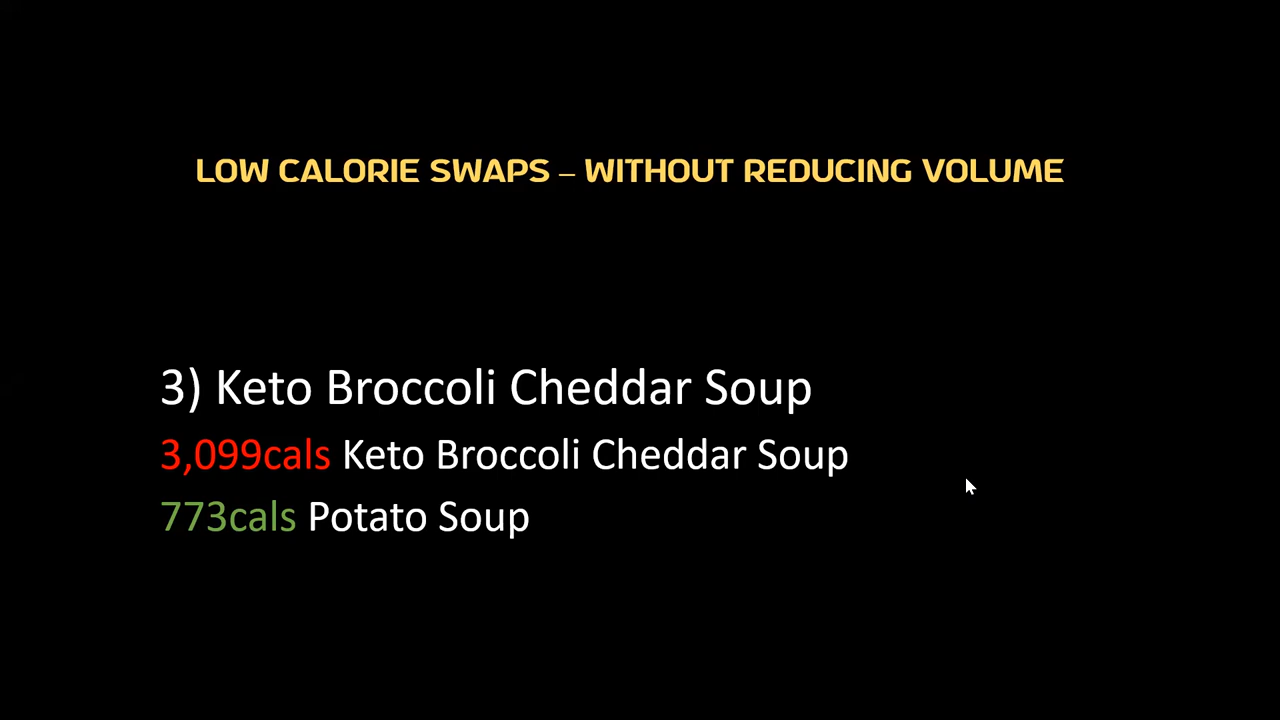 LOW CALORIE SWAPS – WITHOUT REDUCING VOLUME
3) Keto Broccoli Cheddar Soup
3,099cals Keto Broccoli Cheddar Soup
773cals Potato Soup